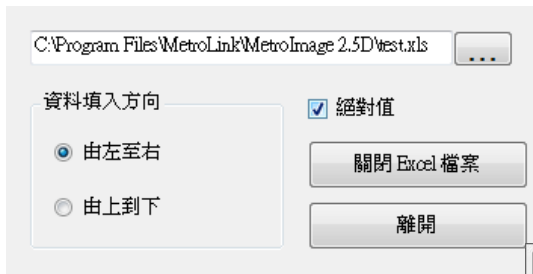 C:\Program Files\MetroLink\MetroImage 2.5D\test.xls
...
資料填入方向
絕對值
由左至右
關閉 Excel 檔案
由上到下
離開